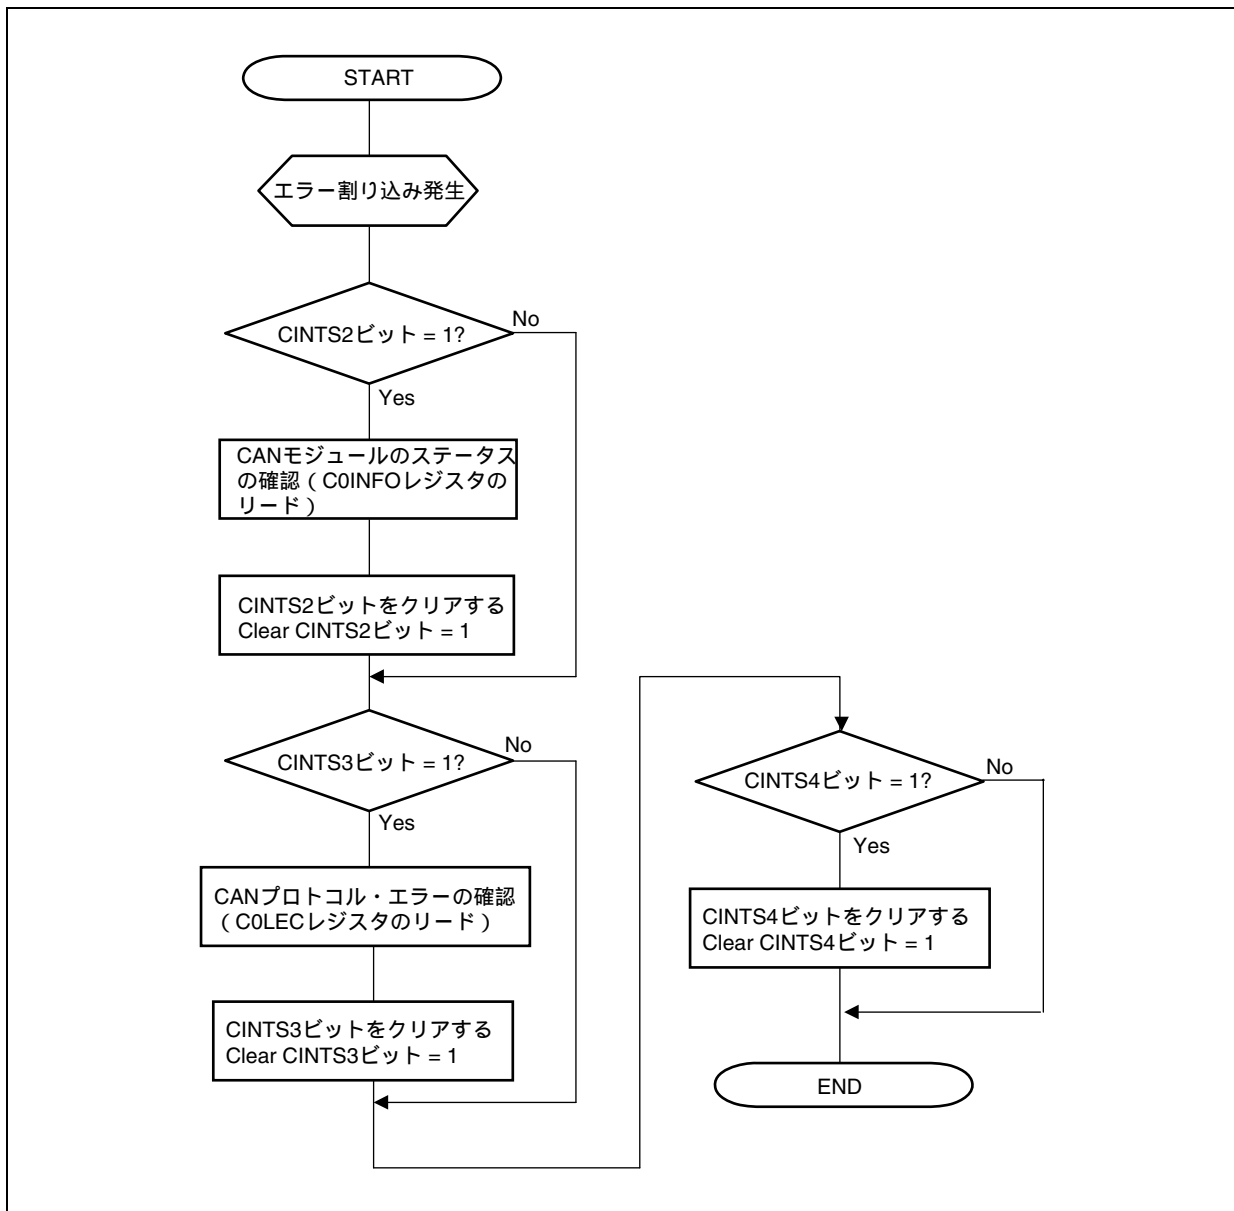 START
エラー割り込み発生
CINTS2ビット = 1?
No
Yes
CANモジュールのステータス
の確認（C0INFOレジスタの
リード）
CINTS2ビットをクリアする
Clear CINTS2ビット = 1
CINTS3ビット = 1?
No
Yes
CANプロトコル・エラーの確認
（C0LECレジスタのリード）
CINTS3ビットをクリアする
Clear CINTS3ビット = 1
CINTS4ビット = 1?
No
Yes
CINTS4ビットをクリアする
Clear CINTS4ビット = 1
END